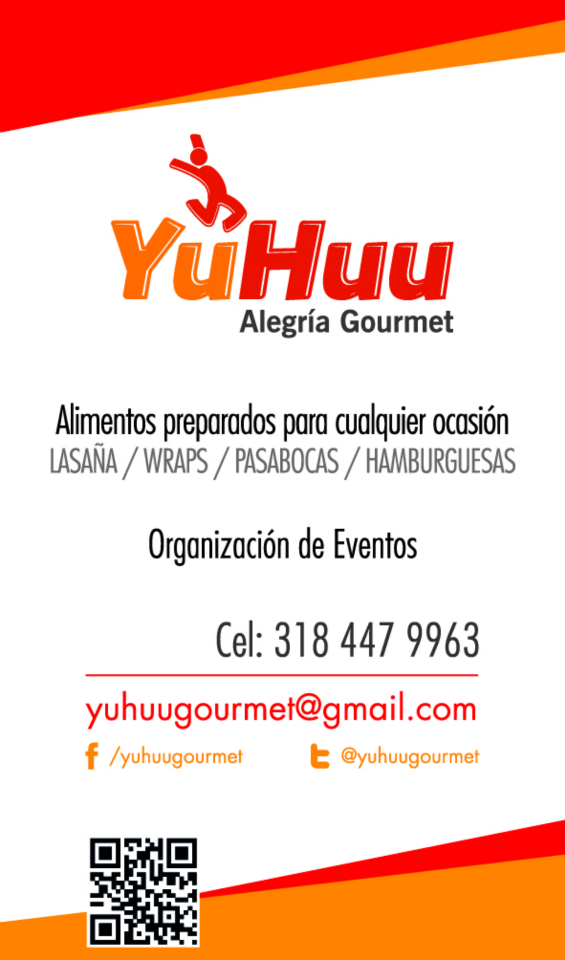 YuHuu
Alegría Gourmet
Alimentos preparados para cualquier ocasión
LASAÑA / WRAPS / PASABOCAS / HAMBURGUESAS
Organización de Eventos
Cel: 318 447 9963
yuhuugourmet@gmail.com
f /yuhuugourmet t @yuhuugourmet